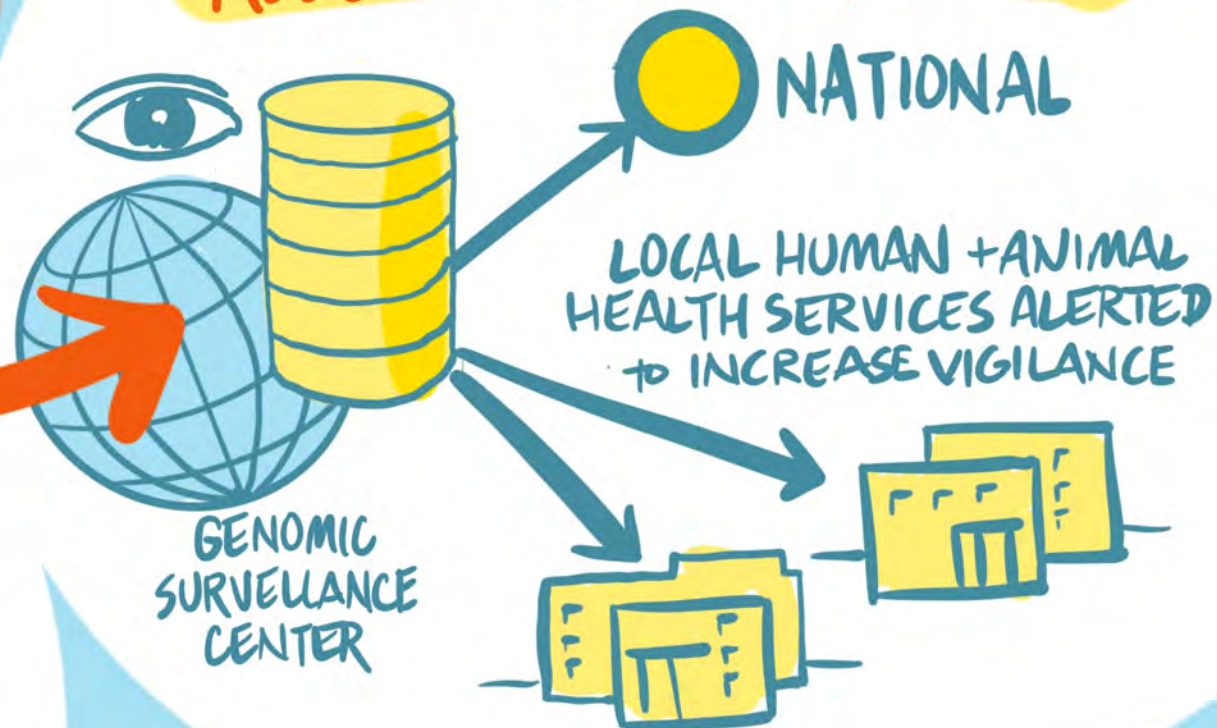 NATIONAL
LOCAL HUMAN + ANIMAL
HEALTH SERVICES ALERTED
to INCREASE VIGILANCE
GENOMIC
SURVELLANCE
CENTER